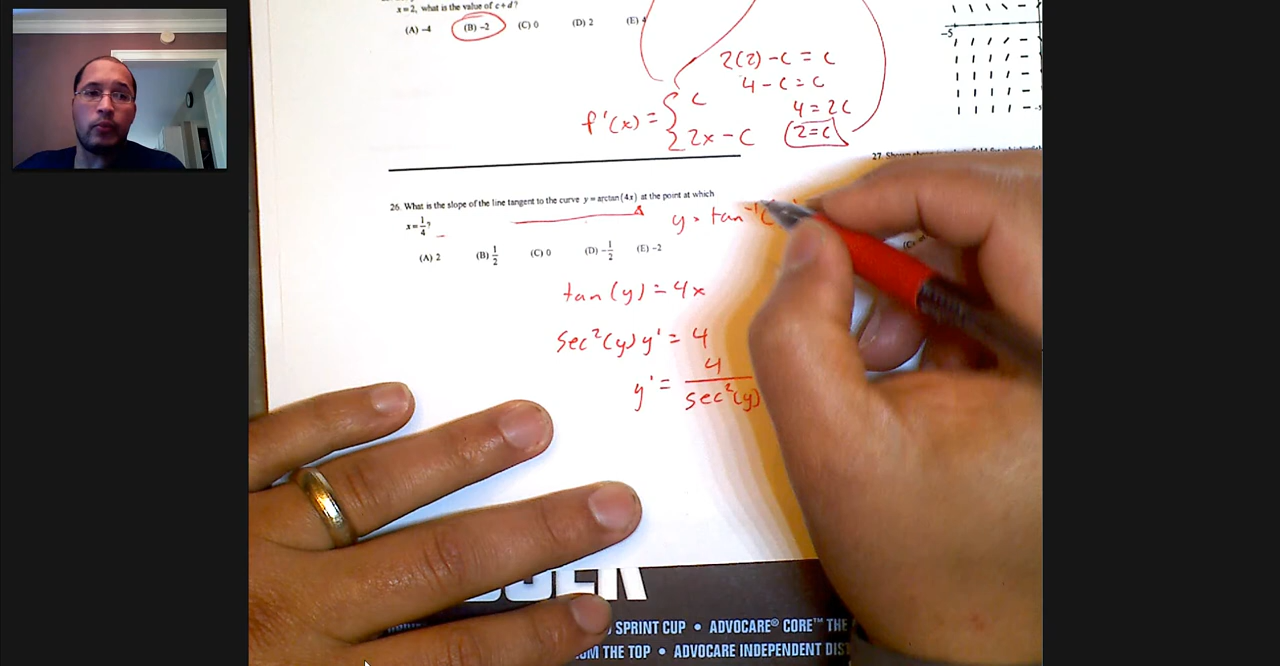 x=2, what is the value of c+d?
(A) -4 (B) -2 (C) 0 (D) 2 (E) 4
2(2) - c = c
4 - c = c
4 = 2c
2 = c
f'(x) = { c
2x - c
-5
26. What is the slope of the line tangent to the curve y = arctan(4x) at the point at which
x = 1/4?
(A) 2 (B) 1/2 (C) 0 (D) -1/2 (E) -2
y = tan⁻¹(
tan(y) = 4x
sec²(y) y' = 4
y' = 4/sec²(y)
27.
SPRINT CUP • ADVOCARE® CORE™ THE
OM THE TOP • ADVOCARE INDEPENDENT DIS